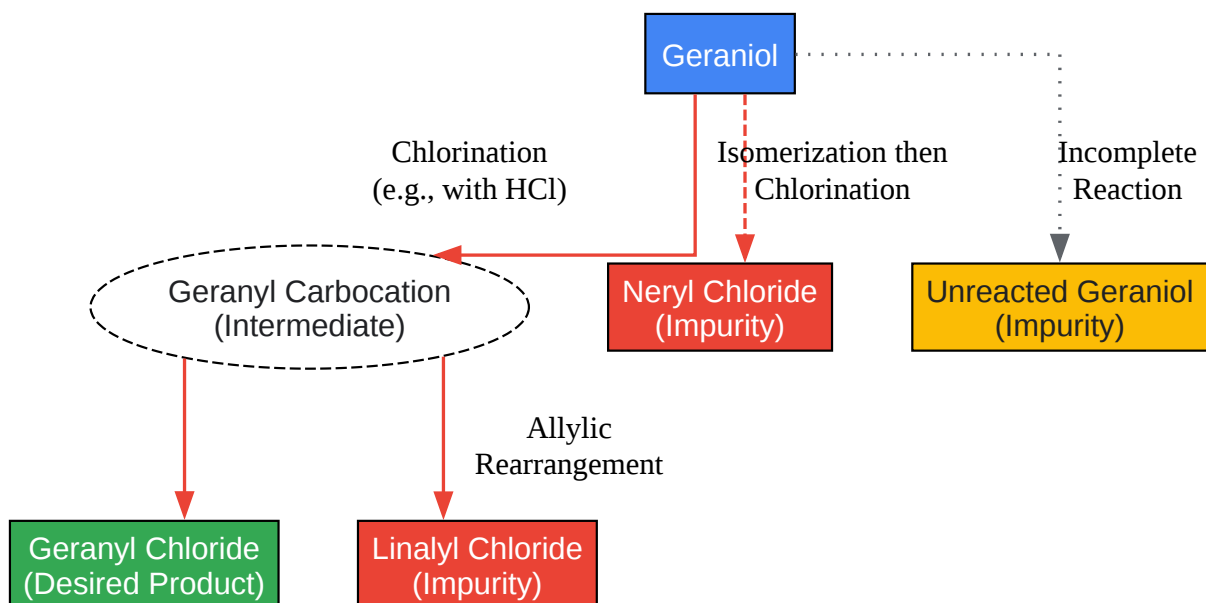 Geraniol
Chlorination
(e.g., with HCl)
Isomerization then
Chlorination
Incomplete
Reaction
Geranyl Carbocation
(Intermediate)
Neryl Chloride
(Impurity)
Unreacted Geraniol
(Impurity)
Allylic
Rearrangement
Geranyl Chloride
(Desired Product)
Linalyl Chloride
(Impurity)